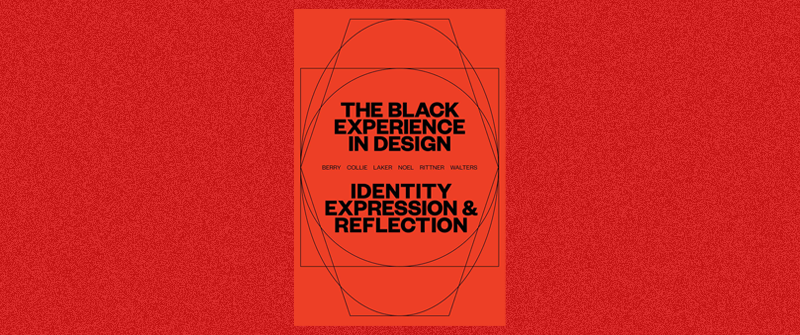 THE BLACK
EXPERIENCE
IN DESIGN
BERRY COLLIE LAKER NOEL RITTNER WALTERS
IDENTITY
EXPRESSION &
REFLECTION